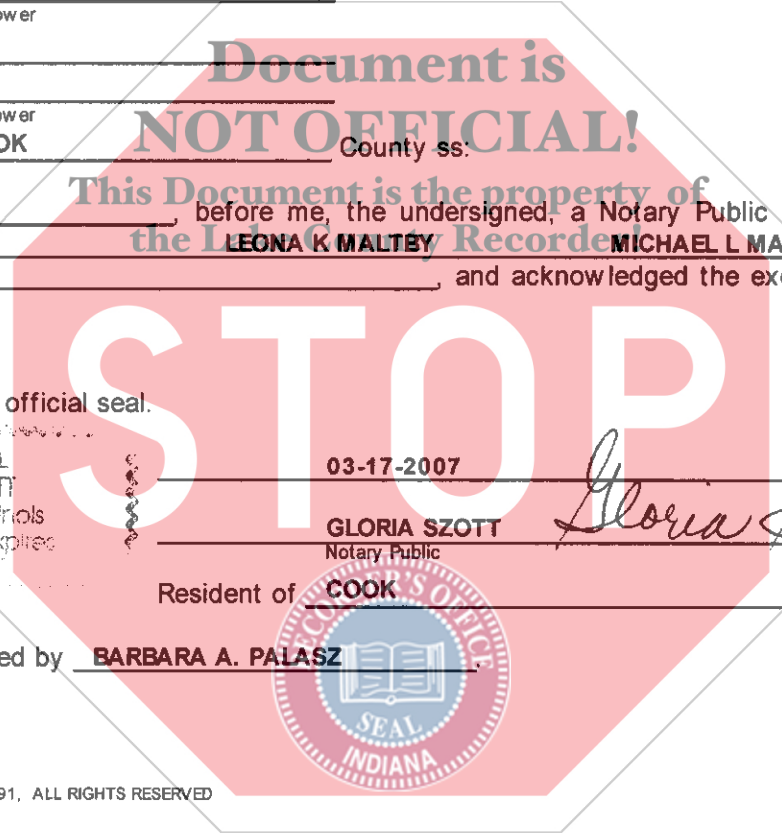 ower
Document is
NOT OFFICIAL!
ower
OK County ss:
This Document is the property of
the Lake County Recorder!
, before me, the undersigned, a Notary Public
LEONA K MALTBY MICHAEL L MA
, and acknowledged the exe
STOP
official seal.
03-17-2007
GLORIA SZOTT Gloria S
Notary Public
Resident of COOK
ed by BARBARA A. PALASZ .
RECORDER'S OFFICE
SEAL
INDIANA
91, ALL RIGHTS RESERVED